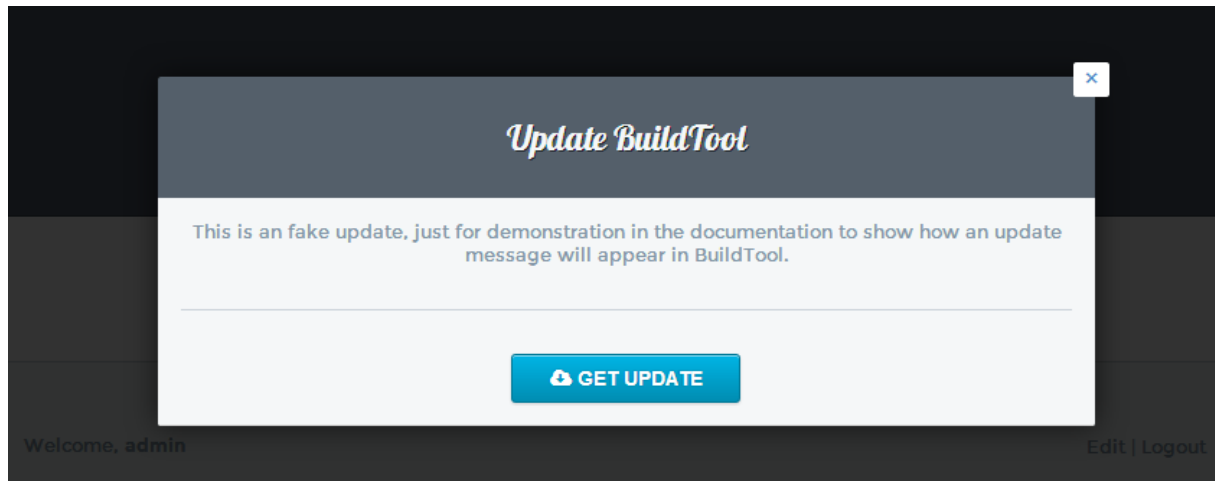 ×
Update BuildTool
This is an fake update, just for demonstration in the documentation to show how an update
message will appear in BuildTool.
GET UPDATE
Welcome, admin
Edit | Logout